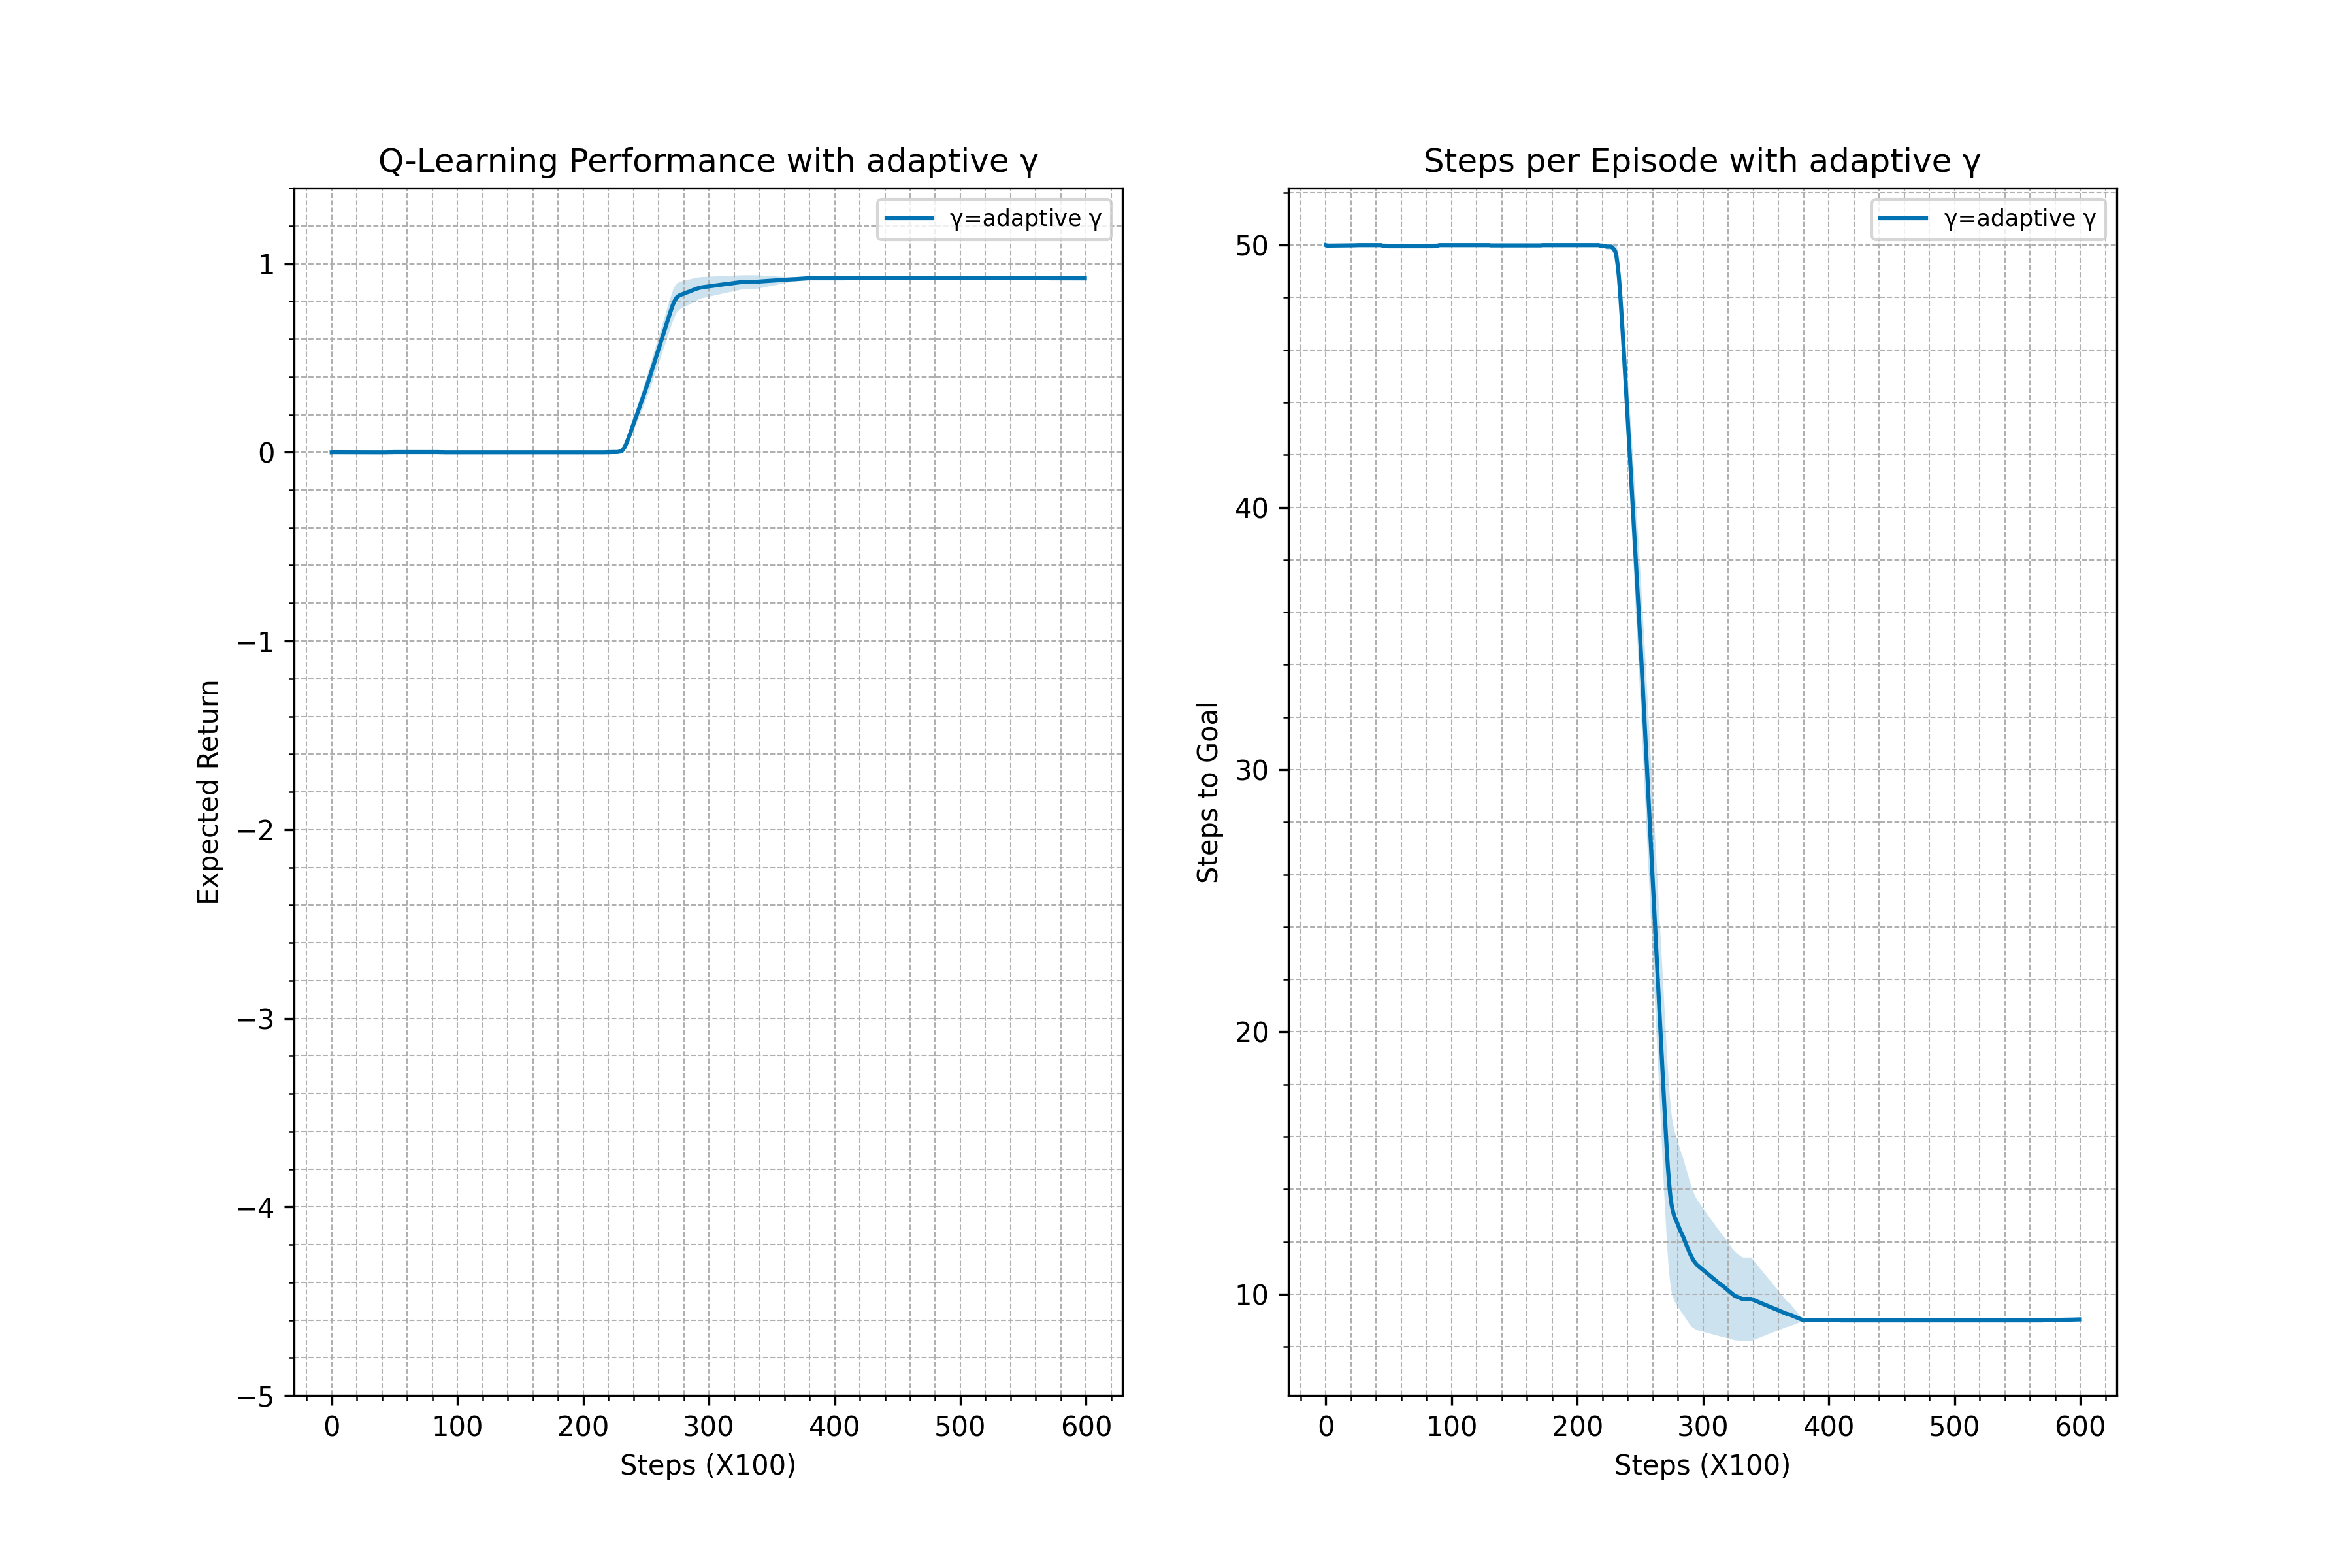 Q-Learning Performance with adaptive γ
γ=adaptive γ
1
0
−1
−2
−3
−4
−5
Expected Return
0 100 200 300 400 500 600
Steps (X100)
Steps per Episode with adaptive γ
γ=adaptive γ
50
40
30
20
10
Steps to Goal
0 100 200 300 400 500 600
Steps (X100)